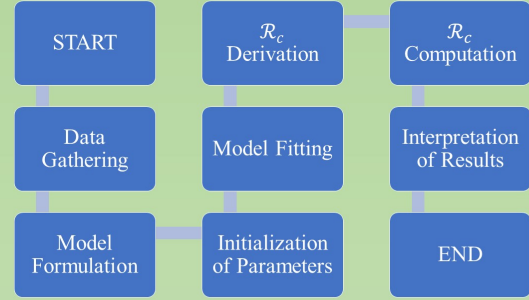 START
Data
Gathering
Model
Formulation
Initialization
of Parameters
Model Fitting
ℛ𝑐
Derivation
ℛ𝑐
Computation
Interpretation
of Results
END